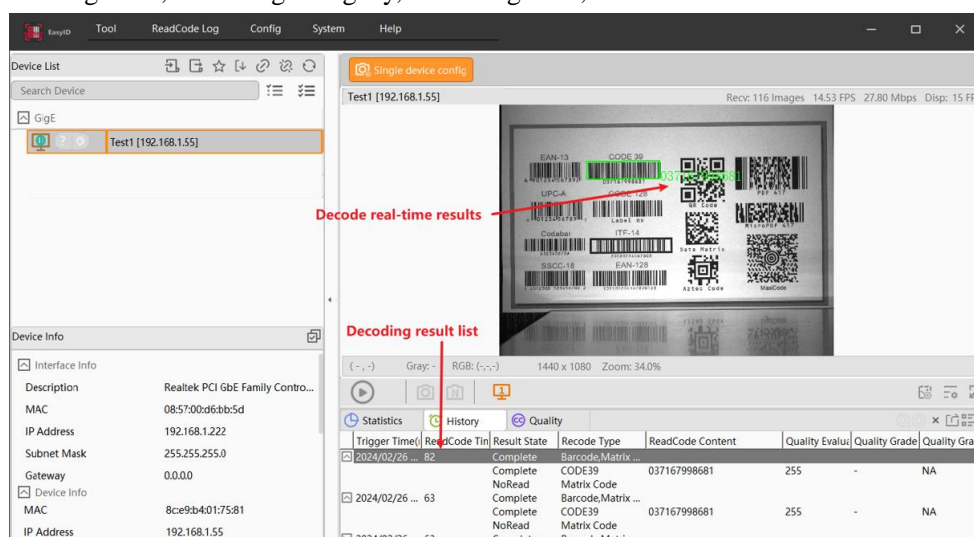 EasyID Tool ReadCode Log Config System Help
Device List
Single device config
Search Device
Test1 [192.168.1.55] Recv: 116 Images 14.53 FPS 27.80 Mbps Disp: 15
GigE
Test1 [192.168.1.55]
EAN-13 CODE 39
037167998681
UPC-A CODE 128
QR Code PDF 417
Decode real-time results
Label mx
MicroPDF 417
Codabar ITF-14
Data Matrix
SSCC-18 EAN-128
Aztec Code MaxiCode
Decoding result list
Device Info
Interface Info
(-,-) Gray: - RGB: (-,-,-) 1440 x 1080 Zoom: 34.0%
Description Realtek PCI GbE Family Contro...
MAC 08:57:00:d6:bb:5d
IP Address 192.168.1.222
Subnet Mask 255.255.255.0
Gateway 0.0.0.0
Device Info
MAC 8c:e9:b4:01:75:81
IP Address 192.168.1.55
Statistics History Quality
Trigger Time( ReadCode Tin Result State Recode Type ReadCode Content Quality Evalua Quality Grade Quality Gra
2024/02/26 ... 82 Complete Barcode,Matrix ...
Complete CODE39 037167998681 255 - NA
NoRead Matrix Code
2024/02/26 ... 63 Complete Barcode,Matrix ...
Complete CODE39 037167998681 255 - NA
NoRead Matrix Code